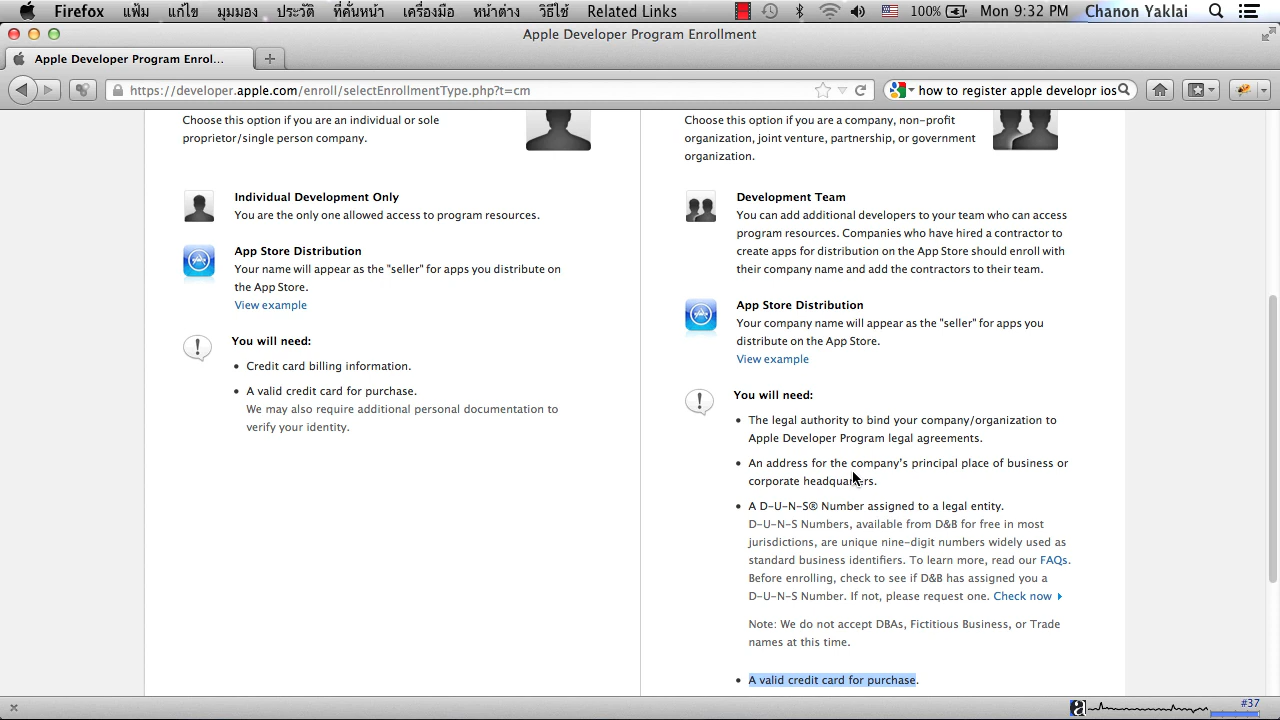 Firefox แฟ้ม แก้ไข มุมมอง ประวัติ ที่คั่นหน้า เครื่องมือ หน้าต่าง วิธีใช้ Related Links 100% Mon 9:32 PM Chanon Yaklai
Apple Developer Program Enrollment
Apple Developer Program Enrol...
https://developer.apple.com/enroll/selectEnrollmentType.php?t=cm
how to register apple developr ios
Choose this option if you are an individual or sole
proprietor/single person company.
Individual Development Only
You are the only one allowed access to program resources.
App Store Distribution
Your name will appear as the "seller" for apps you distribute on
the App Store.
View example
You will need:
• Credit card billing information.
• A valid credit card for purchase.
We may also require additional personal documentation to
verify your identity.
Choose this option if you are a company, non-profit
organization, joint venture, partnership, or government
organization.
Development Team
You can add additional developers to your team who can access
program resources. Companies who have hired a contractor to
create apps for distribution on the App Store should enroll with
their company name and add the contractors to their team.
App Store Distribution
Your company name will appear as the "seller" for apps you
distribute on the App Store.
View example
You will need:
• The legal authority to bind your company/organization to
Apple Developer Program legal agreements.
• An address for the company's principal place of business or
corporate headquarters.
• A D-U-N-S® Number assigned to a legal entity.
D-U-N-S Numbers, available from D&B for free in most
jurisdictions, are unique nine-digit numbers widely used as
standard business identifiers. To learn more, read our FAQs.
Before enrolling, check to see if D&B has assigned you a
D-U-N-S Number. If not, please request one. Check now
Note: We do not accept DBAs, Fictitious Business, or Trade
names at this time.
• A valid credit card for purchase.
#37